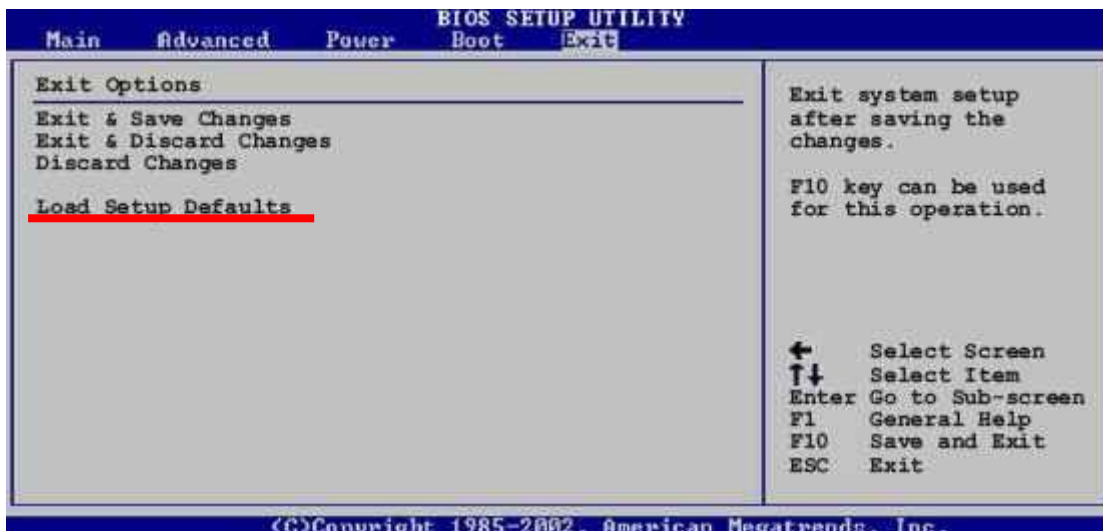 BIOS SETUP UTILITY
Main Advanced Power Boot Exit
Exit Options
Exit & Save Changes
Exit & Discard Changes
Discard Changes
Load Setup Defaults
Exit system setup
after saving the
changes.
F10 key can be used
for this operation.
← Select Screen
↑↓ Select Item
Enter Go to Sub-screen
F1 General Help
F10 Save and Exit
ESC Exit
(C)Copyright 1985-2002, American Megatrends, Inc.